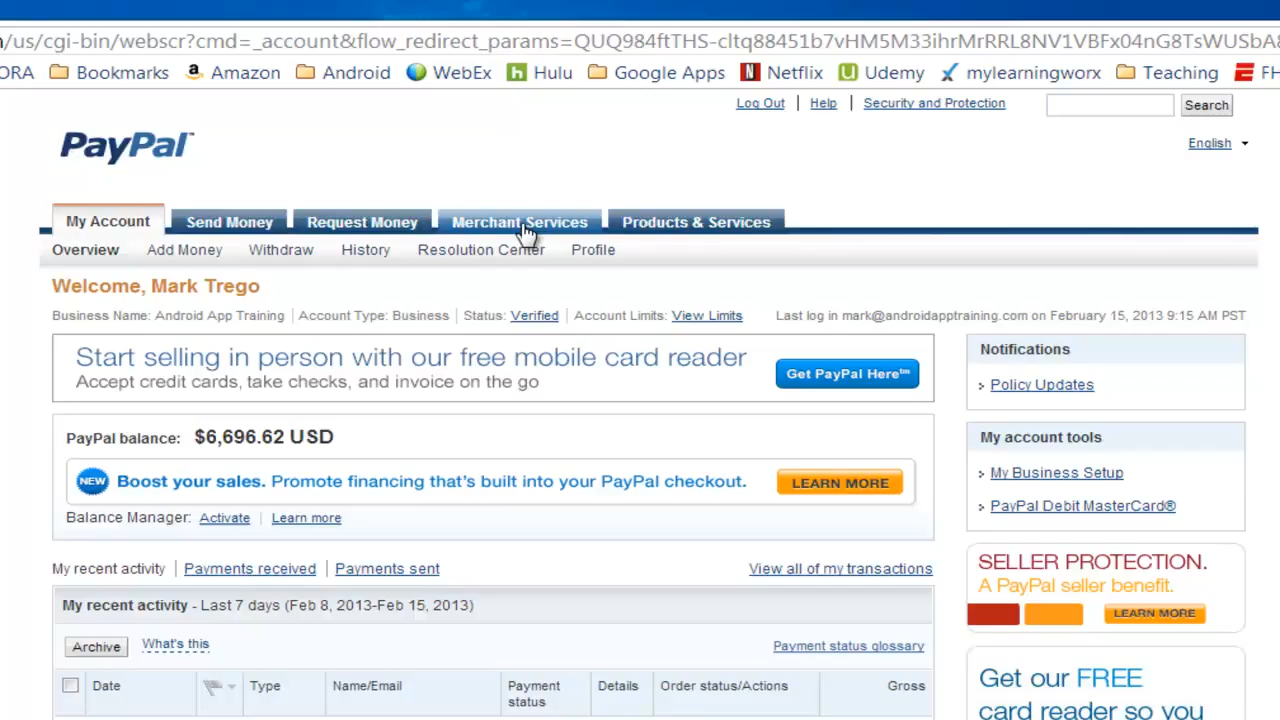 /us/cgi-bin/webscr?cmd=_account&flow_redirect_params=QUQ984ftTHS-cltq88451b7vHM5M33ihrMrRRL8NV1VBFx04nG8TsWUSbA8
ORA Bookmarks Amazon Android WebEx Hulu Google Apps Netflix Udemy mylearningworx Teaching FH
Log Out | Help | Security and Protection Search
PayPal™
English
My Account Send Money Request Money Merchant Services Products & Services
Overview Add Money Withdraw History Resolution Center Profile
Welcome, Mark Trego
Business Name: Android App Training | Account Type: Business | Status: Verified | Account Limits: View Limits Last log in mark@androidapptraining.com on February 15, 2013 9:15 AM PST
Start selling in person with our free mobile card reader
Accept credit cards, take checks, and invoice on the go
Get PayPal Here™
Notifications
Policy Updates
PayPal balance: $6,696.62 USD
NEW Boost your sales. Promote financing that's built into your PayPal checkout. LEARN MORE
Balance Manager: Activate | Learn more
My account tools
My Business Setup
PayPal Debit MasterCard®
My recent activity | Payments received | Payments sent View all of my transactions
SELLER PROTECTION.
A PayPal seller benefit.
LEARN MORE
My recent activity - Last 7 days (Feb 8, 2013-Feb 15, 2013)
Archive What's this Payment status glossary
Date Type Name/Email Payment status Details Order status/Actions Gross
Get our FREE
card reader so you